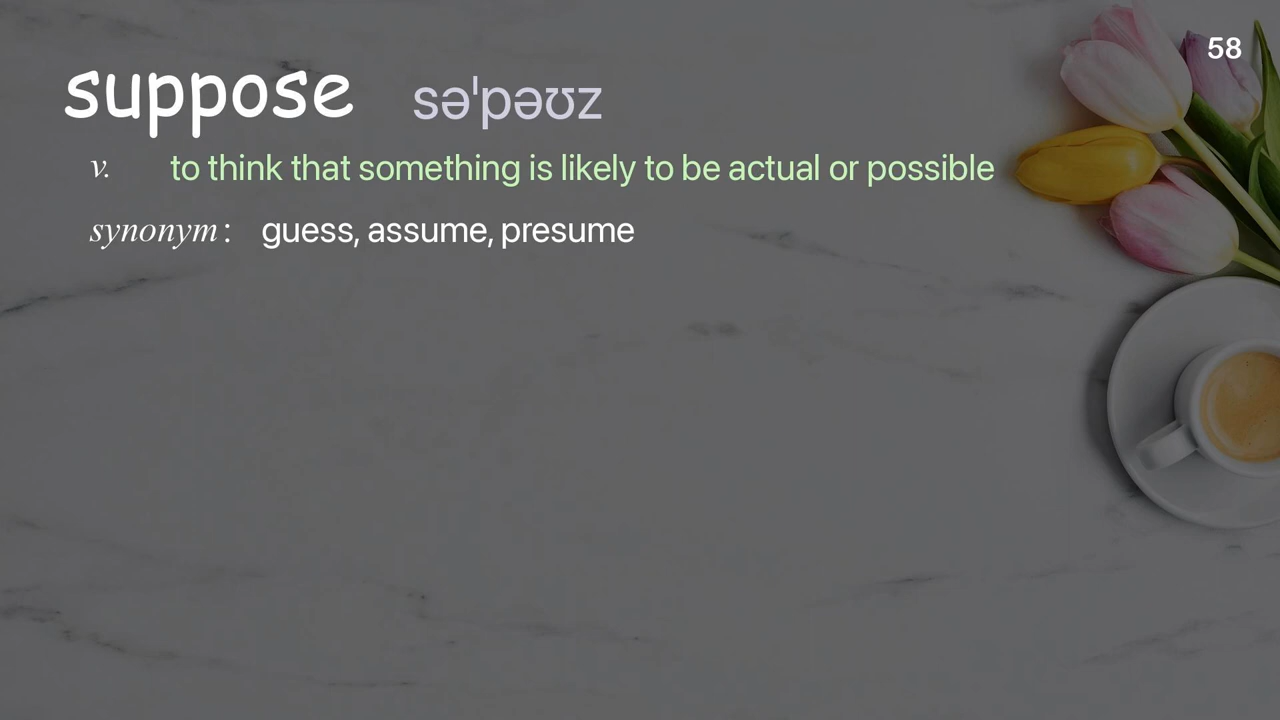 58
suppose səˈpəʊz
v. to think that something is likely to be actual or possible
synonym : guess, assume, presume